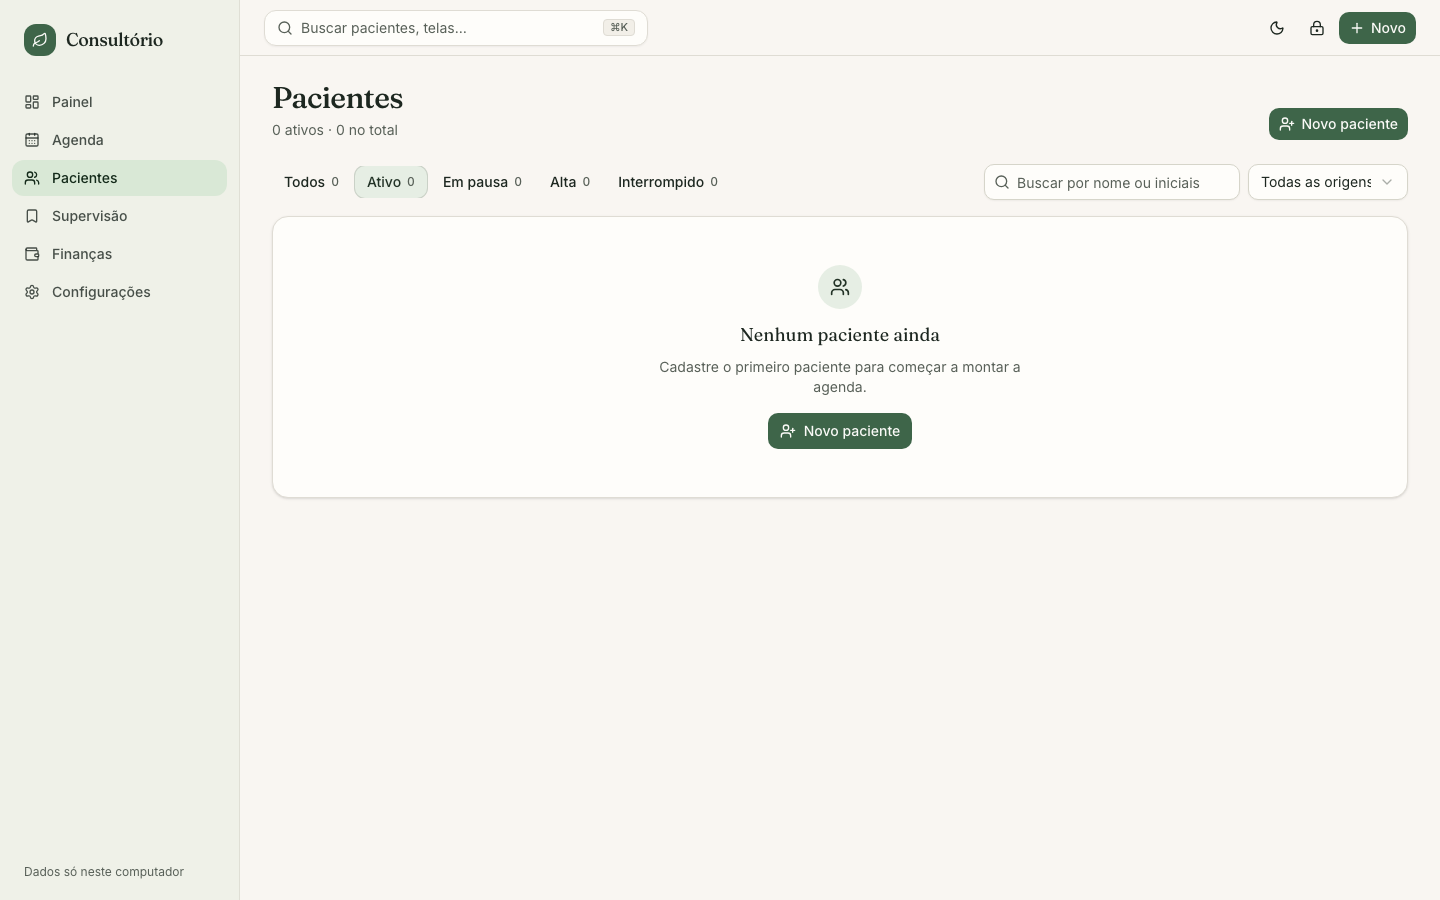 Consultório
Buscar pacientes, telas...
⌘K
Novo
Painel
Agenda
Pacientes
Supervisão
Finanças
Configurações
Pacientes
0 ativos · 0 no total
Novo paciente
Todos 0
Ativo 0
Em pausa 0
Alta 0
Interrompido 0
Buscar por nome ou iniciais
Todas as origens
Nenhum paciente ainda
Cadastre o primeiro paciente para começar a montar a
agenda.
Novo paciente
Dados só neste computador